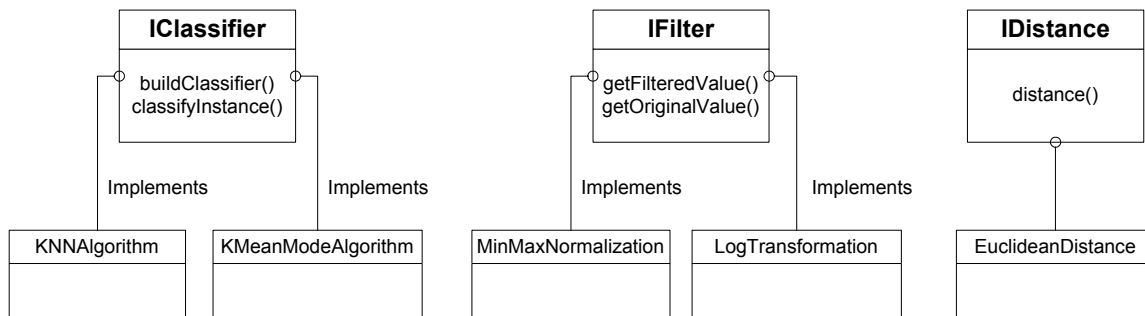 IClassifier
buildClassifier()
classifyInstance()
IFilter
getFilteredValue()
getOriginalValue()
IDistance
distance()
Implements
Implements
Implements
Implements
KNNAlgorithm
KMeanModeAlgorithm
MinMaxNormalization
LogTransformation
EuclideanDistance